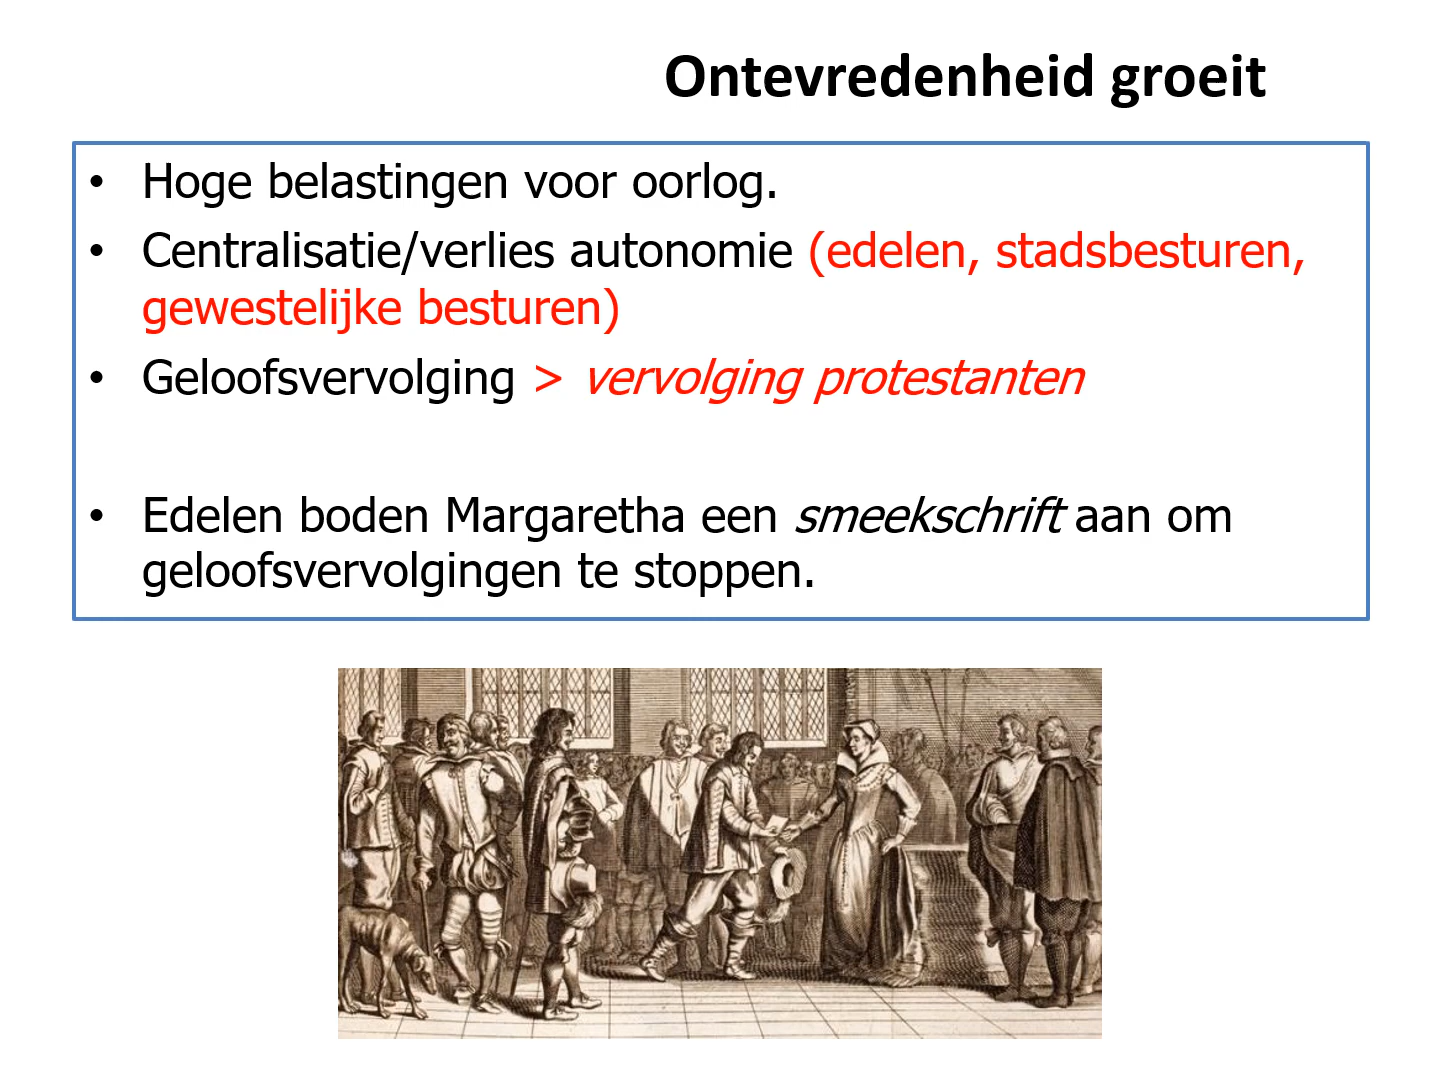 Ontevredenheid groeit
• Hoge belastingen voor oorlog.
• Centralisatie/verlies autonomie (edelen, stadsbesturen,
gewestelijke besturen)
• Geloofsvervolging > vervolging protestanten
• Edelen boden Margaretha een smeekschrift aan om
geloofsvervolgingen te stoppen.